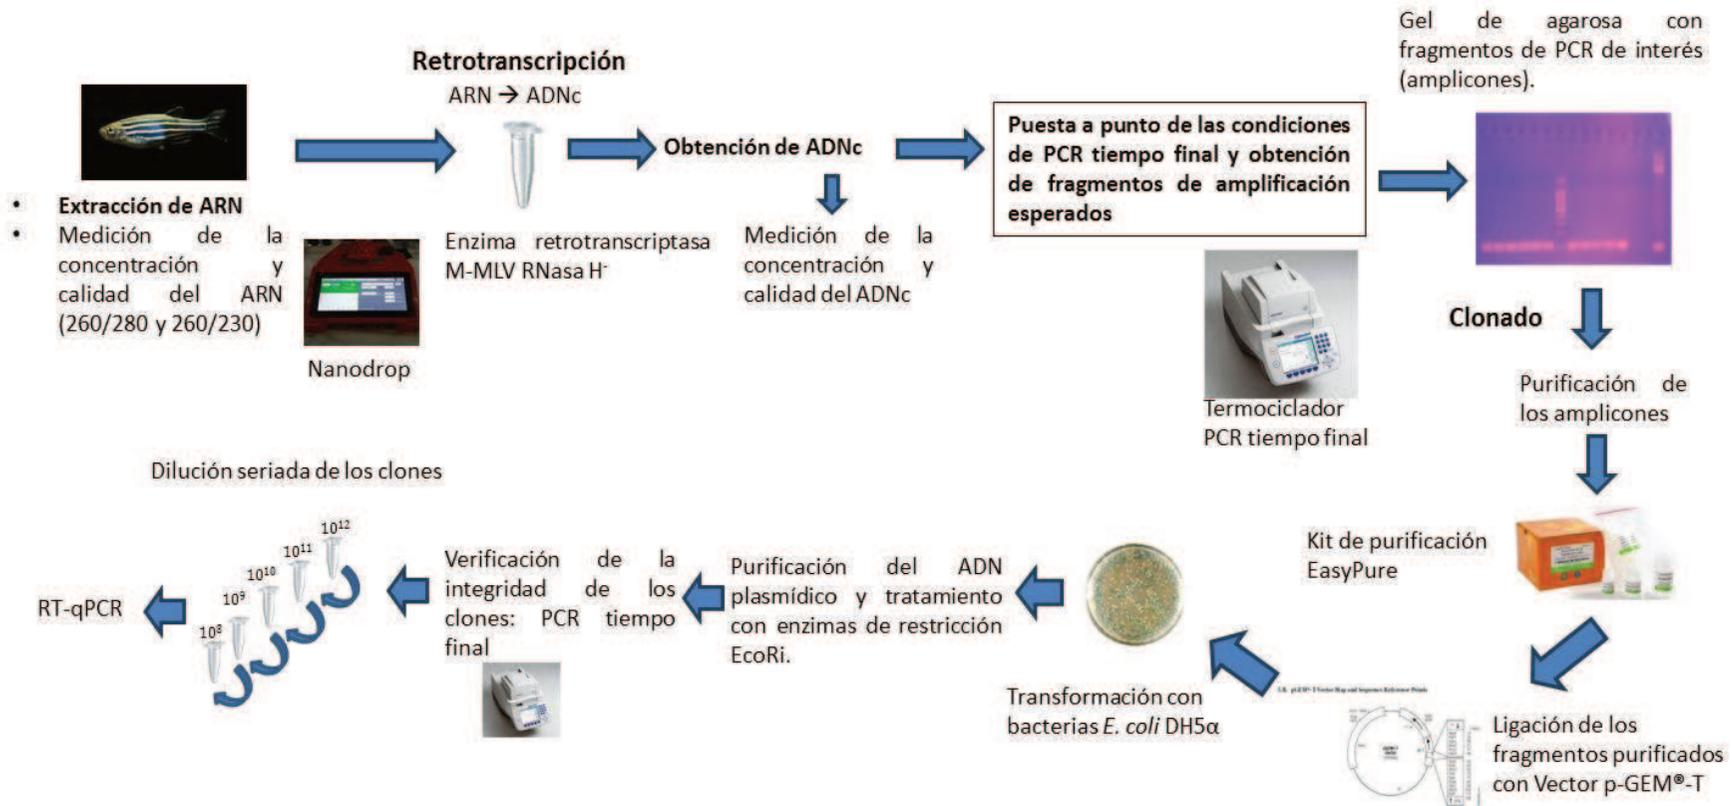 Retrotranscripción
ARN → ADNc
• Extracción de ARN
• Medición de la
concentración y
calidad del ARN
(260/280 y 260/230)
Nanodrop
Enzima retrotranscriptasa
M-MLV RNasa H-
Obtención de ADNc
Medición de la
concentración y
calidad del ADNc
Puesta a punto de las condiciones
de PCR tiempo final y obtención
de fragmentos de amplificación
esperados
Termociclador
PCR tiempo final
Gel de agarosa con
fragmentos de PCR de interés
(amplicones).
Clonado
Purificación de
los amplicones
Kit de purificación
EasyPure
Ligación de los
fragmentos purificados
con Vector p-GEM®-T
Transformación con
bacterias E. coli DH5α
Purificación del ADN
plasmídico y tratamiento
con enzimas de restricción
EcoRi.
Verificación de la
integridad de los
clones: PCR tiempo
final
Dilución seriada de los clones
10¹²
10¹¹
10¹⁰
10⁹
10⁸
RT-qPCR